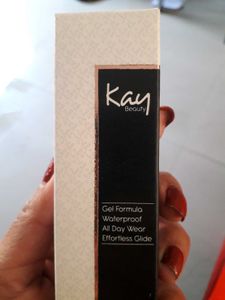 Kay
Beauty
Gel Formula
Waterproof
All Day Wear
Effortless Glide